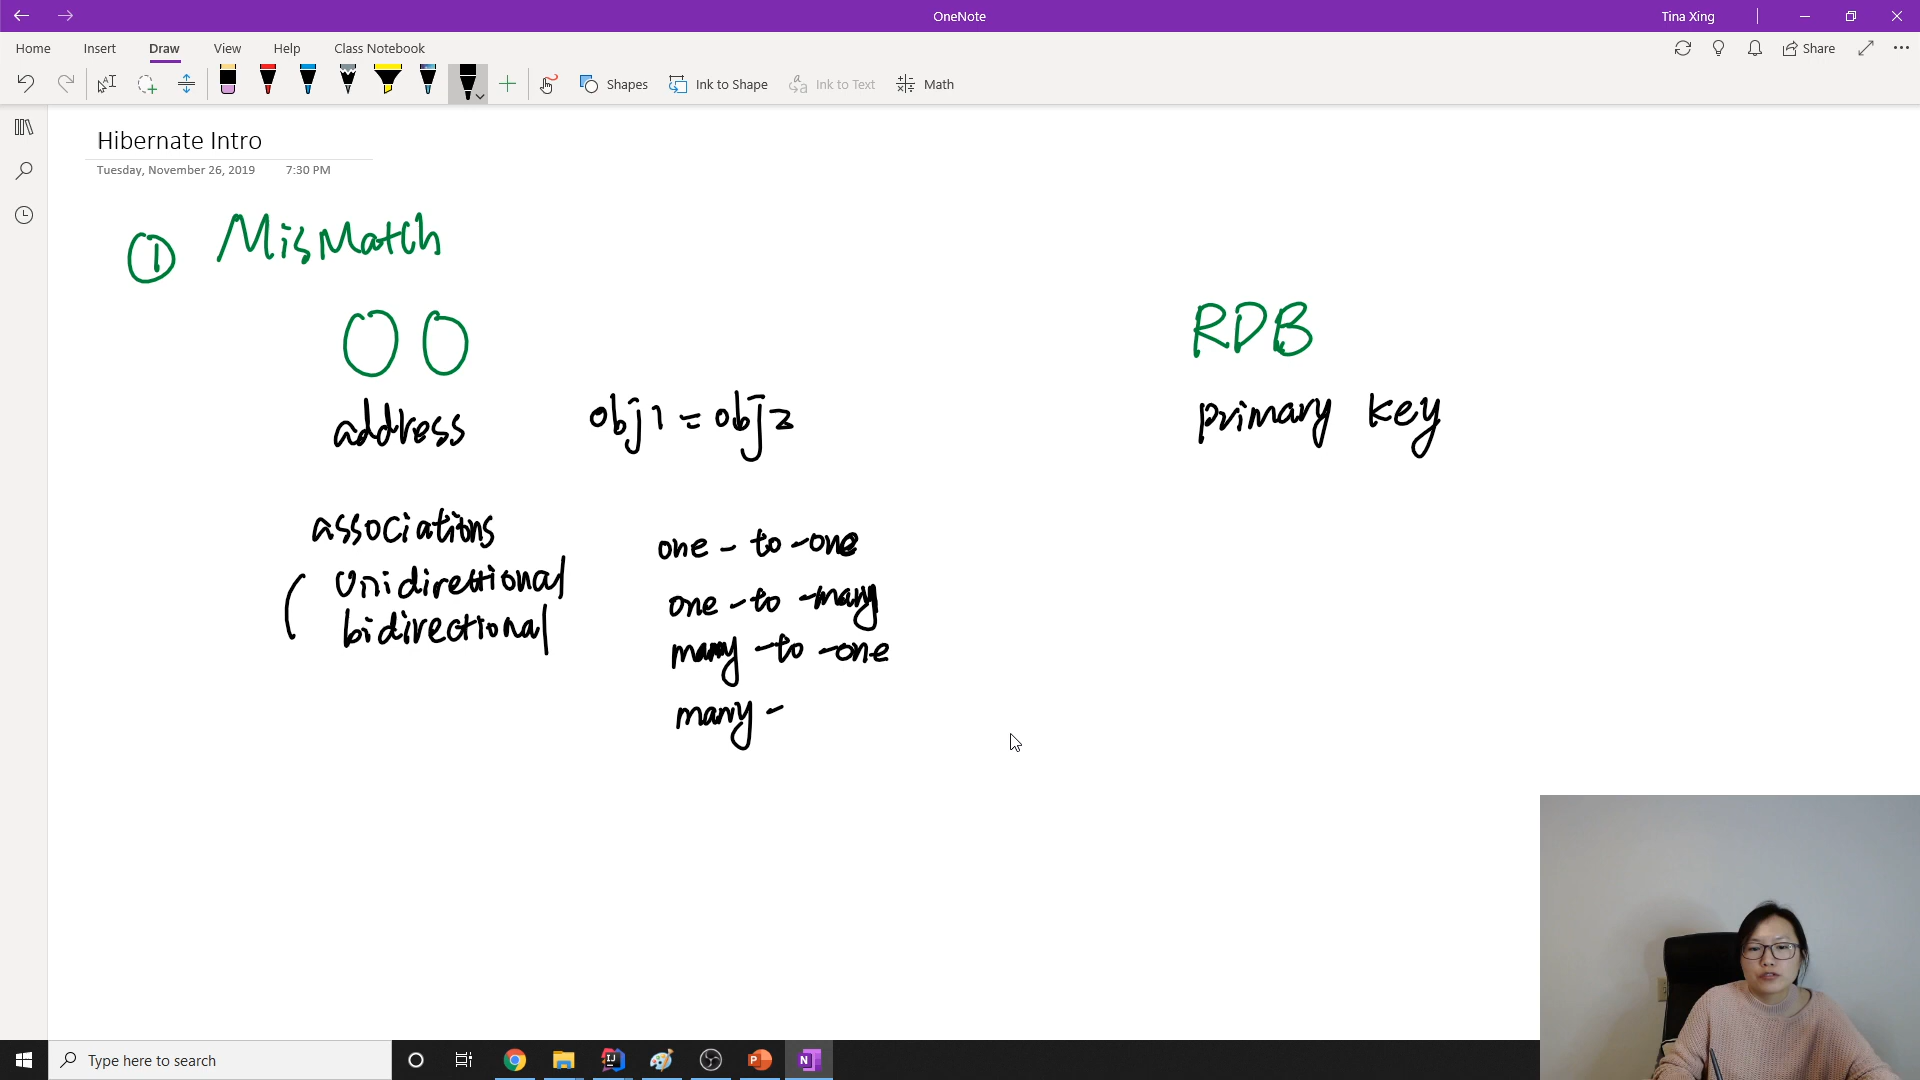 OneNote
Tina Xing
Home Insert Draw View Help Class Notebook
Share
Shapes Ink to Shape Ink to Text Math
Hibernate Intro
Tuesday, November 26, 2019 7:30 PM
① MisMatch
OO RDB
address obj1 = obj2 primary key
associations
one - to - one
unidirectional
one - to - many
bidirectional
many - to - one
many -
Type here to search